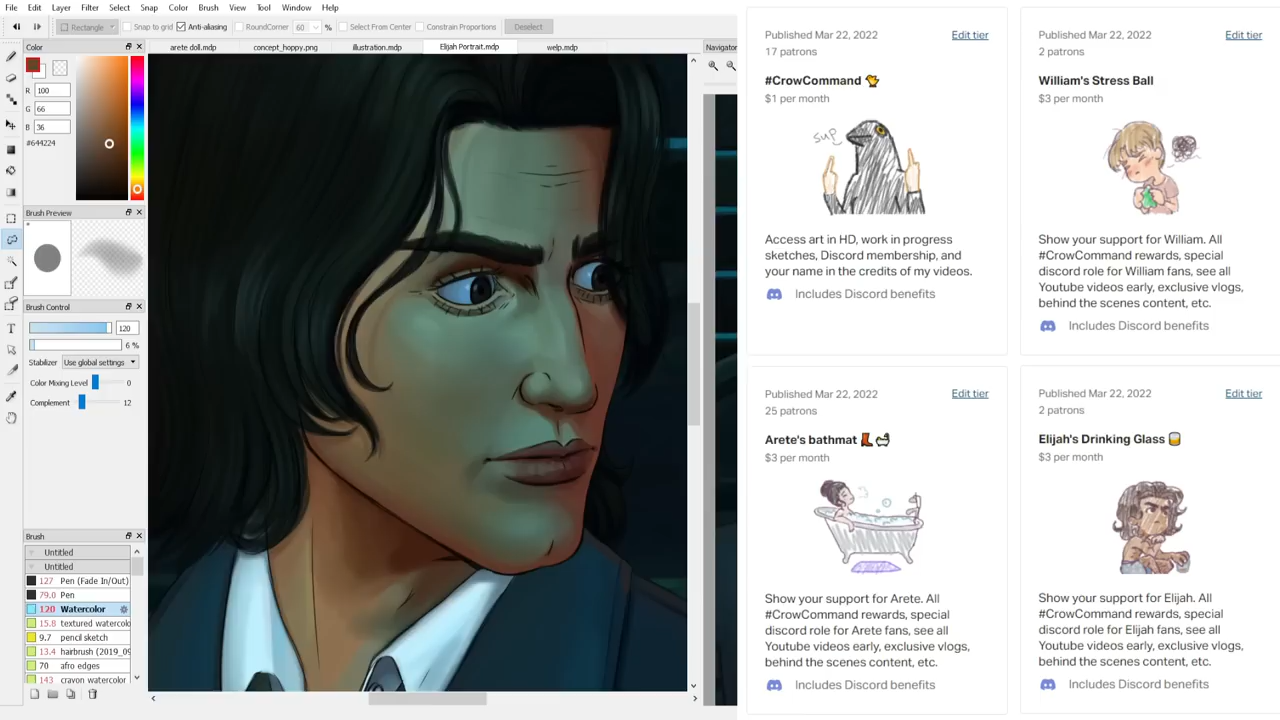 File Edit Layer Filter Select Snap Color Brush View Tool Window Help
Rectangle Snap to grid Anti-aliasing RoundCorner 60 % Select From Center Constrain Proportions Deselect
Color
arete doll.mdp concept_hoppy.png illustration.mdp Elijah Portrait.mdp welp.mdp
Navigator
R 100
G 66
B 36
#644224
Brush Preview
Brush Control
120
6 %
Stabilizer Use global settings
Color Mixing Level 0
Complement 12
Brush
Untitled
Untitled
127 Pen (Fade In/Out)
79.0 Pen
120 Watercolor
15.8 textured watercolo
9.7 pencil sketch
13.4 hairbrush (2019_09
70 afro edges
143 crayon watercolor
T
Published Mar 22, 2022 Edit tier
17 patrons
#CrowCommand 🐤
$1 per month
sup
Access art in HD, work in progress
sketches, Discord membership, and
your name in the credits of my videos.
Includes Discord benefits
Published Mar 22, 2022 Edit tier
2 patrons
William's Stress Ball
$3 per month
Show your support for William. All
#CrowCommand rewards, special
discord role for William fans, see all
Youtube videos early, exclusive vlogs,
behind the scenes content, etc.
Includes Discord benefits
Published Mar 22, 2022 Edit tier
25 patrons
Arete's bathmat 👢🛀
$3 per month
Show your support for Arete. All
#CrowCommand rewards, special
discord role for Arete fans, see all
Youtube videos early, exclusive vlogs,
behind the scenes content, etc.
Includes Discord benefits
Published Mar 22, 2022 Edit tier
2 patrons
Elijah's Drinking Glass 🥃
$3 per month
Show your support for Elijah. All
#CrowCommand rewards, special
discord role for Elijah fans, see all
Youtube videos early, exclusive vlogs,
behind the scenes content, etc.
Includes Discord benefits